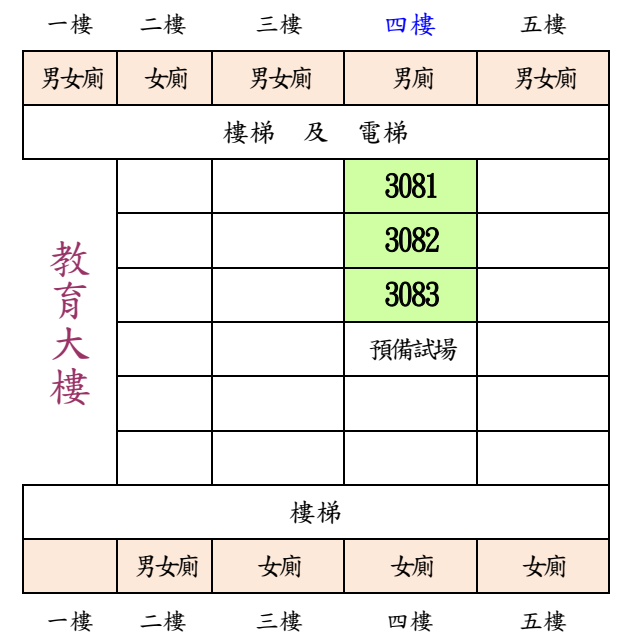 一樓 二樓 三樓 四樓 五樓
男女廁 女廁 男女廁 男廁 男女廁
樓梯 及 電梯
3081
3082
3083
預備試場
教育大樓
樓梯
男女廁 女廁 女廁 女廁
一樓 二樓 三樓 四樓 五樓